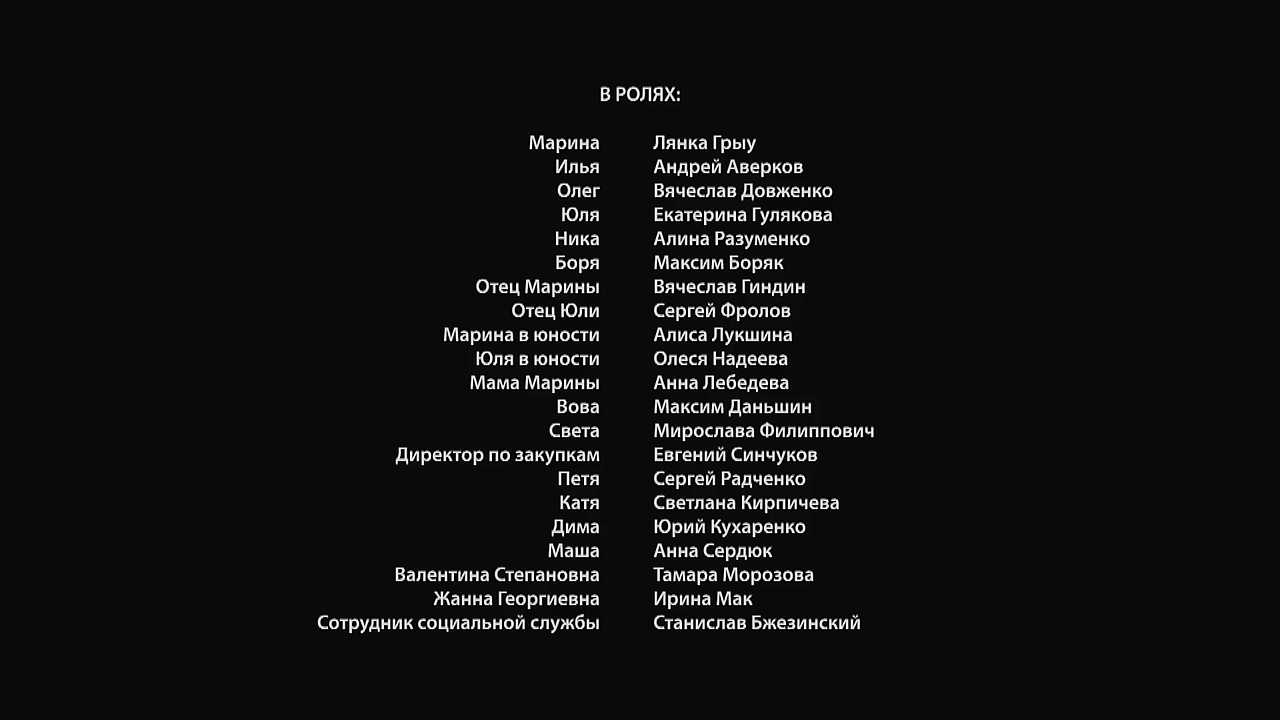 В РОЛЯХ:
Марина Лянка Грыу
Илья Андрей Аверков
Олег Вячеслав Довженко
Юля Екатерина Гулякова
Ника Алина Разуменко
Боря Максим Боряк
Отец Марины Вячеслав Гиндин
Отец Юли Сергей Фролов
Марина в юности Алиса Лукшина
Юля в юности Олеся Надеева
Мама Марины Анна Лебедева
Вова Максим Даньшин
Света Мирослава Филиппович
Директор по закупкам Евгений Синчуков
Петя Сергей Радченко
Катя Светлана Кирпичева
Дима Юрий Кухаренко
Маша Анна Сердюк
Валентина Степановна Тамара Морозова
Жанна Георгиевна Ирина Мак
Сотрудник социальной службы Станислав Бжезинский